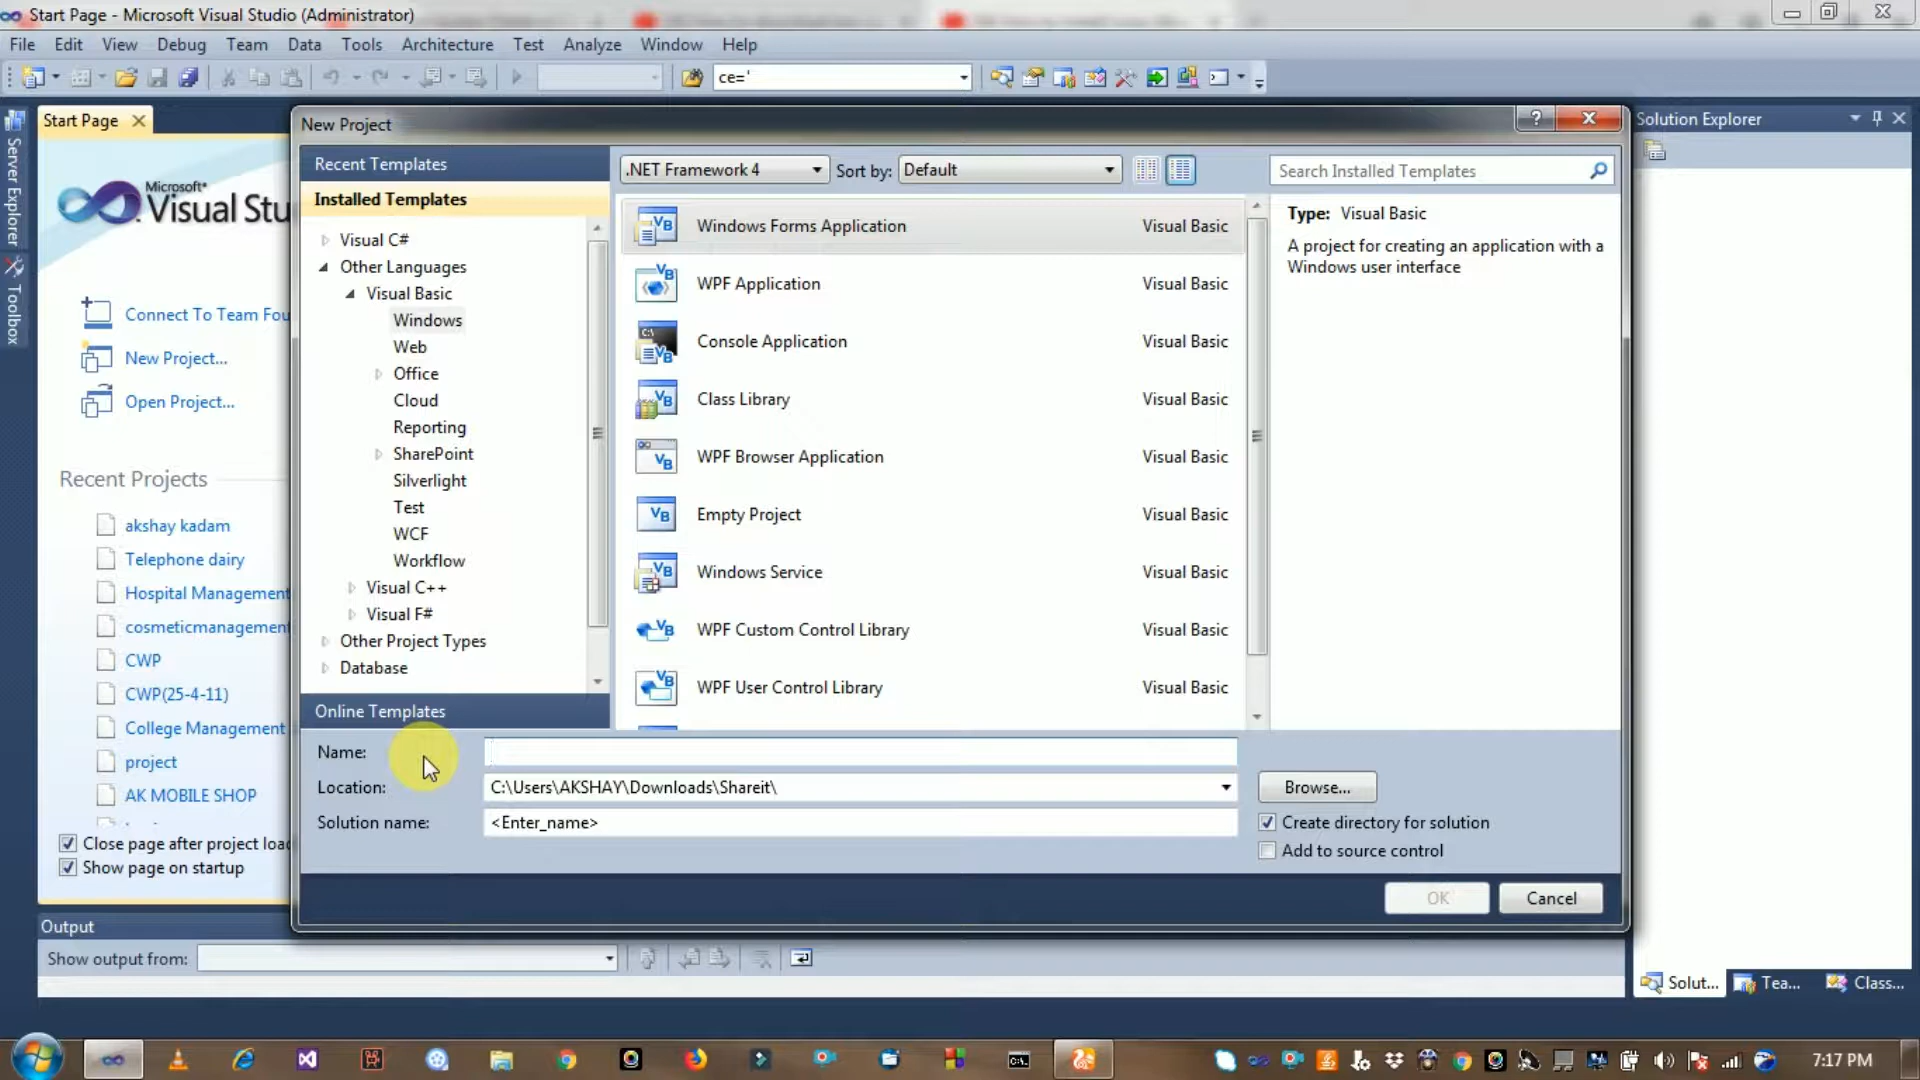 Start Page - Microsoft Visual Studio (Administrator)
File Edit View Debug Team Data Tools Architecture Test Analyze Window Help
ce='
Server Explorer
Toolbox
Start Page
Microsoft®
Visual Stu
Connect To Team Fou
New Project...
Open Project...
Recent Projects
akshay kadam
Telephone dairy
Hospital Management
cosmeticmanagement
CWP
CWP(25-4-11)
College Management
project
AK MOBILE SHOP
Close page after project load
Show page on startup
New Project
Recent Templates
Installed Templates
Visual C#
Other Languages
Visual Basic
Windows
Web
Office
Cloud
Reporting
SharePoint
Silverlight
Test
WCF
Workflow
Visual C++
Visual F#
Other Project Types
Database
Online Templates
.NET Framework 4 Sort by: Default
Windows Forms Application Visual Basic
WPF Application Visual Basic
Console Application Visual Basic
Class Library Visual Basic
WPF Browser Application Visual Basic
Empty Project Visual Basic
Windows Service Visual Basic
WPF Custom Control Library Visual Basic
WPF User Control Library Visual Basic
Search Installed Templates
Type: Visual Basic
A project for creating an application with a
Windows user interface
Name:
Location: C:\Users\AKSHAY\Downloads\Shareit\ Browse...
Solution name: <Enter_name> Create directory for solution
Add to source control
OK Cancel
Solution Explorer
Output
Show output from:
Solut... Tea... Class...
7:17 PM